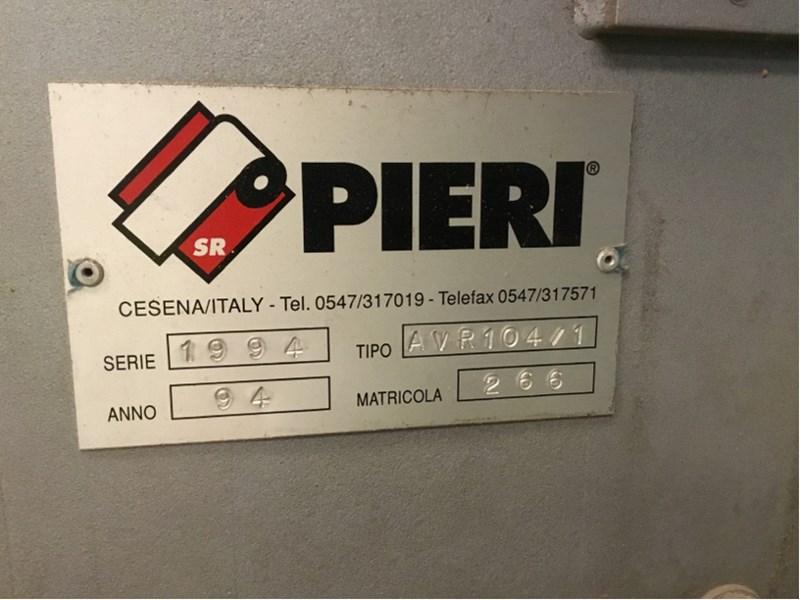 SR PIERI®
CESENA/ITALY - Tel. 0547/317019 - Telefax 0547/317571
SERIE 1994 TIPO AVR104/1
ANNO 94 MATRICOLA 266